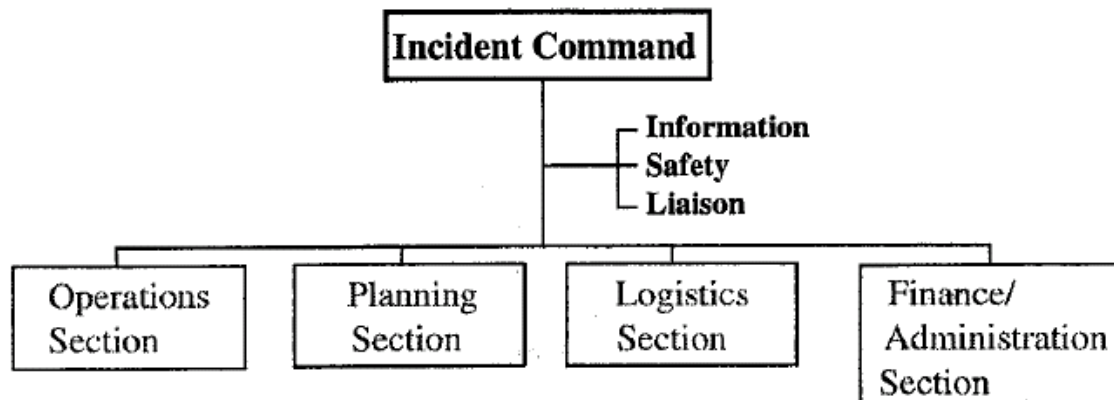 Incident Command
Information
Safety
Liaison
Operations
Section
Planning
Section
Logistics
Section
Finance/
Administration
Section